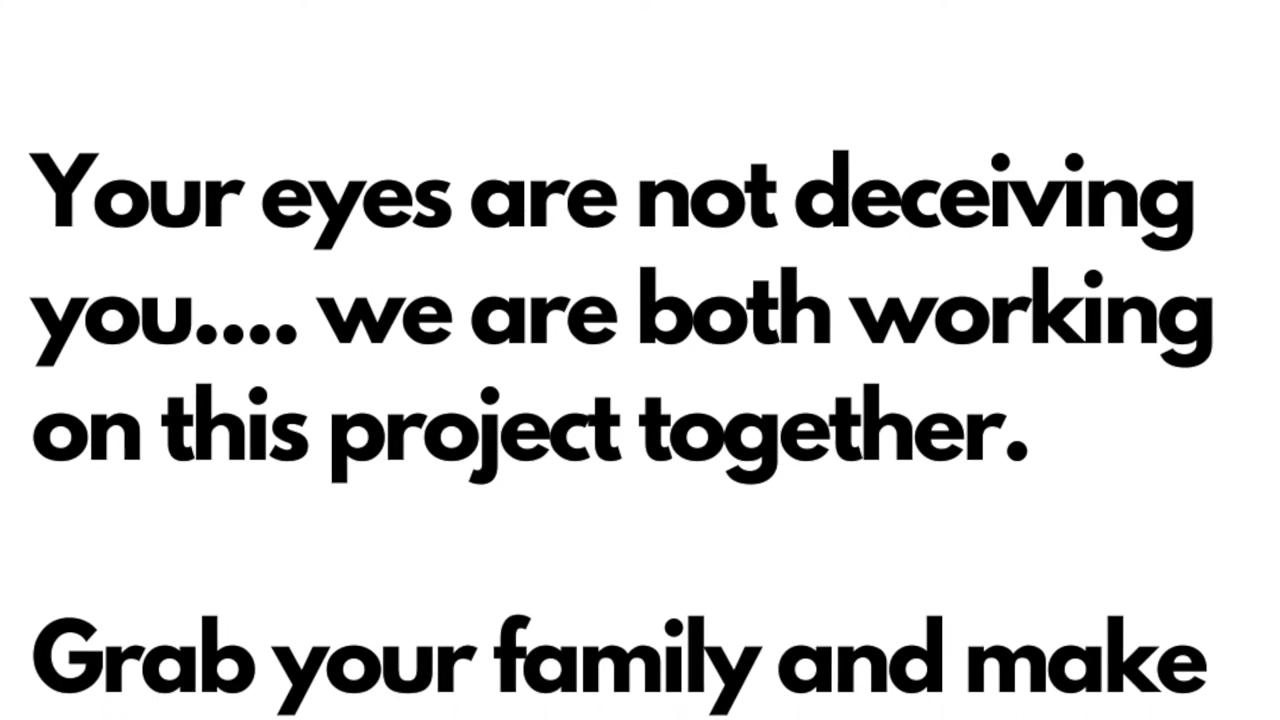 Your eyes are not deceiving
you.... we are both working
on this project together.
Grab your family and make